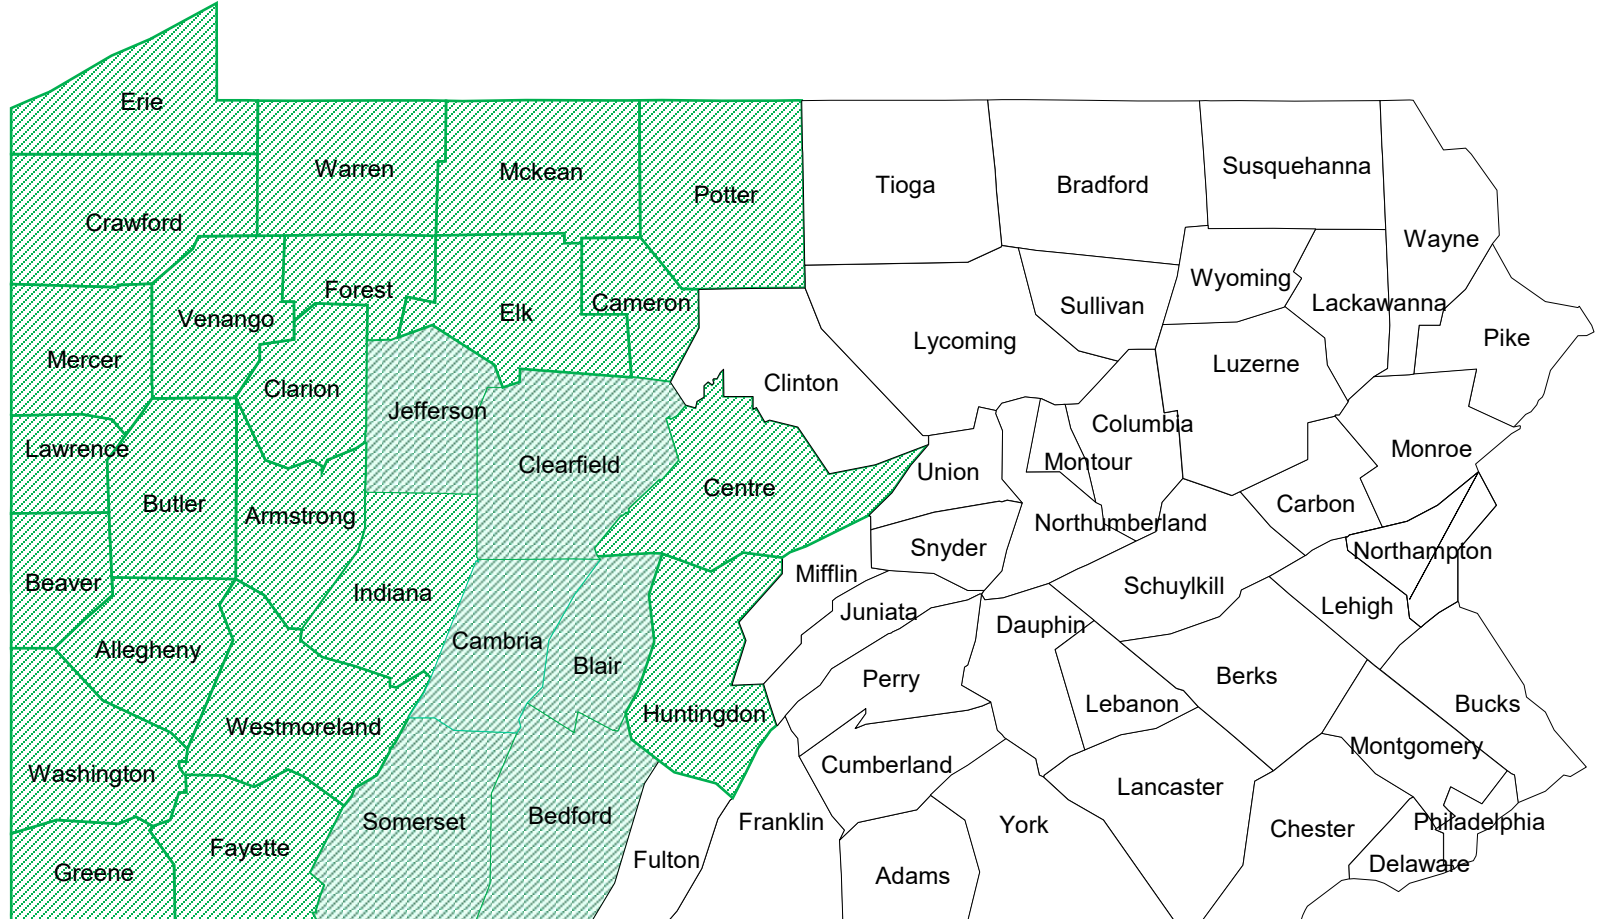 Erie
Warren
Mckean
Potter
Tioga
Bradford
Susquehanna
Crawford
Wayne
Forest
Venango
Elk
Cameron
Sullivan
Wyoming
Lackawanna
Mercer
Clarion
Jefferson
Clinton
Lycoming
Luzerne
Pike
Lawrence
Butler
Armstrong
Clearfield
Centre
Union
Montour
Columbia
Monroe
Carbon
Northumberland
Snyder
Northampton
Beaver
Indiana
Mifflin
Juniata
Schuylkill
Lehigh
Allegheny
Cambria
Blair
Dauphin
Perry
Berks
Westmoreland
Huntingdon
Lebanon
Bucks
Washington
Cumberland
Montgomery
Lancaster
Somerset
Bedford
Franklin
York
Chester
Philadelphia
Greene
Fayette
Fulton
Adams
Delaware